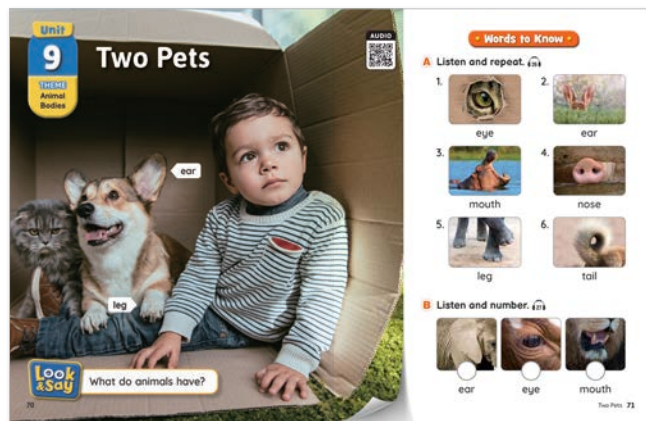 Unit
9
THEME
Animal
Bodies
Two Pets
AUDIO
ear
leg
Look
&Say
What do animals have?
70
Words to Know
A Listen and repeat.
1.
eye
2.
ear
3.
mouth
4.
nose
5.
leg
6.
tail
B Listen and number.
ear
eye
mouth
Two Pets 71